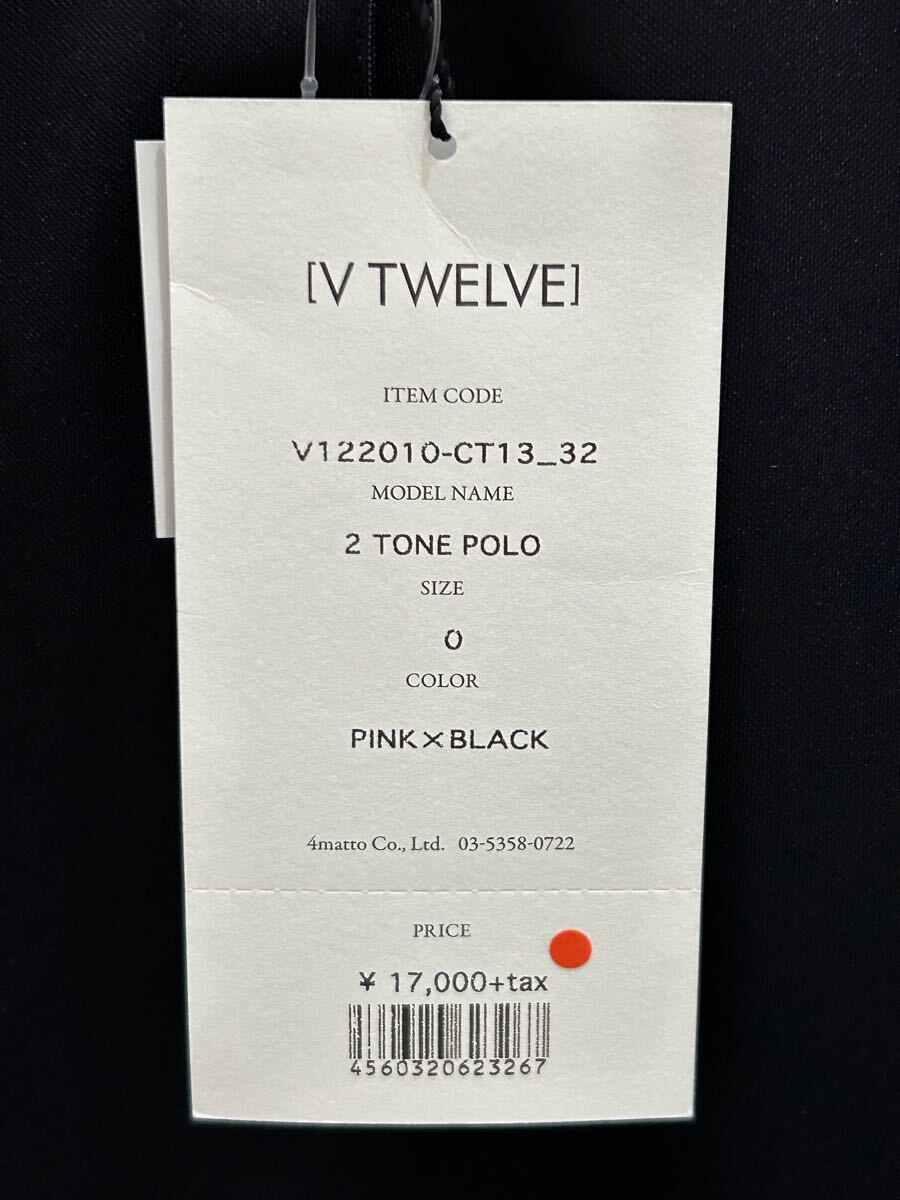 [V TWELVE]
ITEM CODE
V122010-CT13_32
MODEL NAME
2 TONE POLO
SIZE
0
COLOR
PINK×BLACK
4matto Co., Ltd. 03-5358-0722
PRICE
¥ 17,000+tax
4560320623267